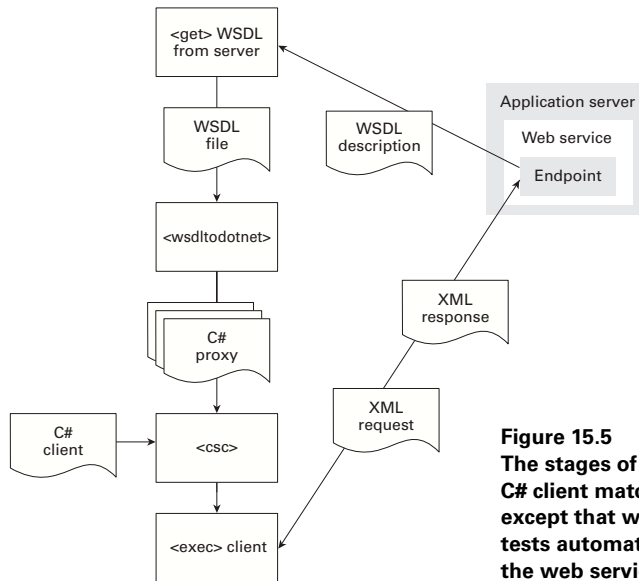 <get> WSDL
from server
WSDL
file
WSDL
description
Application server
Web service
Endpoint
<wsdltodotnet>
C#
proxy
XML
response
C#
client
<csc>
XML
request
<exec> client
Figure 15.5
The stages of
C# client matc
except that w
tests automat
the web servi